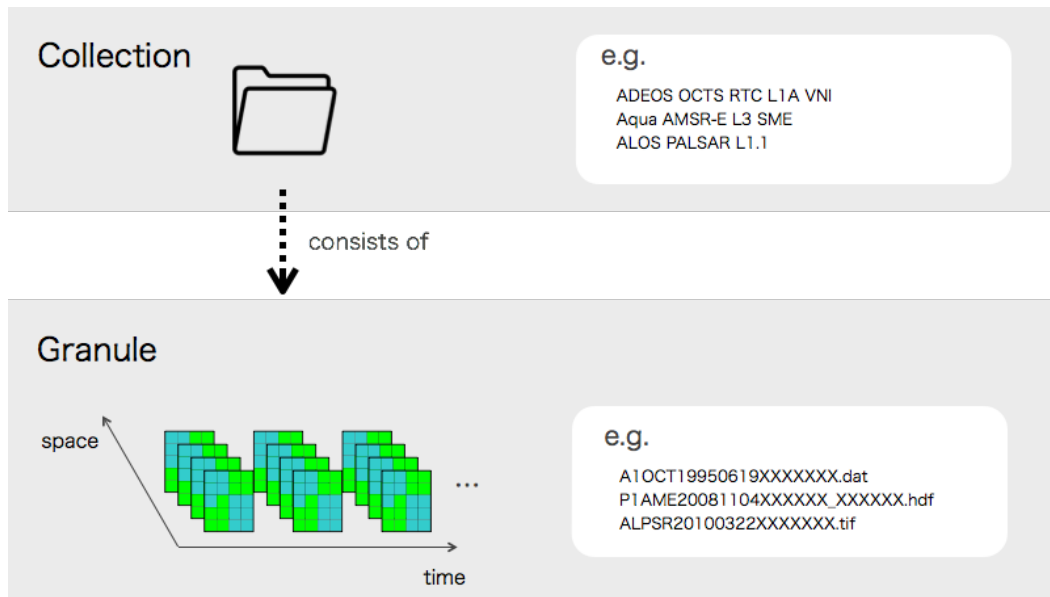 Collection
e.g.
ADEOS OCTS RTC L1A VNI
Aqua AMSR-E L3 SME
ALOS PALSAR L1.1
consists of
Granule
space
time
...
e.g.
A1OCT19950619XXXXXXX.dat
P1AME20081104XXXXXX_XXXXXX.hdf
ALPSR20100322XXXXXXX.tif